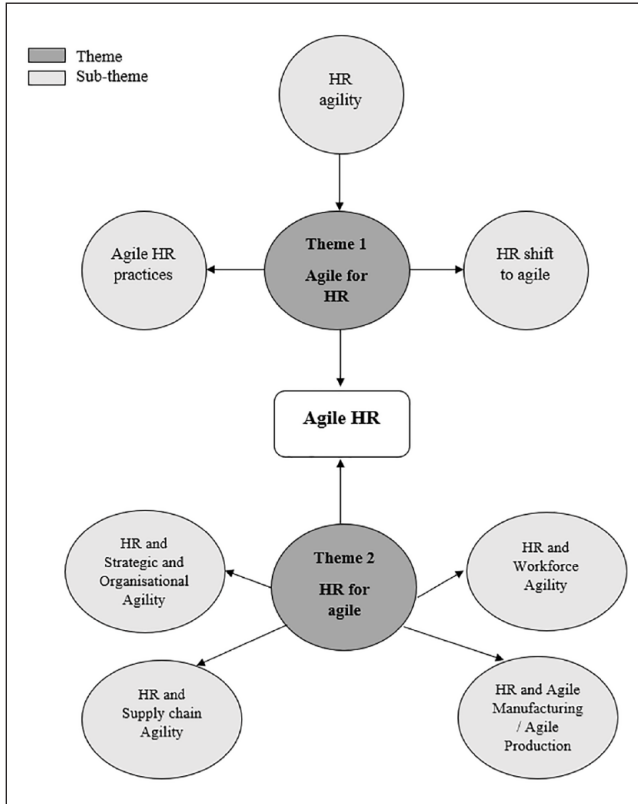 Theme
Sub-theme
HR
agility
Agile HR
practices
Theme 1
Agile for
HR
HR shift
to agile
Agile HR
HR and
Strategic and
Organisational
Agility
Theme 2
HR for
agile
HR and
Workforce
Agility
HR and
Supply chain
Agility
HR and Agile
Manufacturing
/ Agile
Production